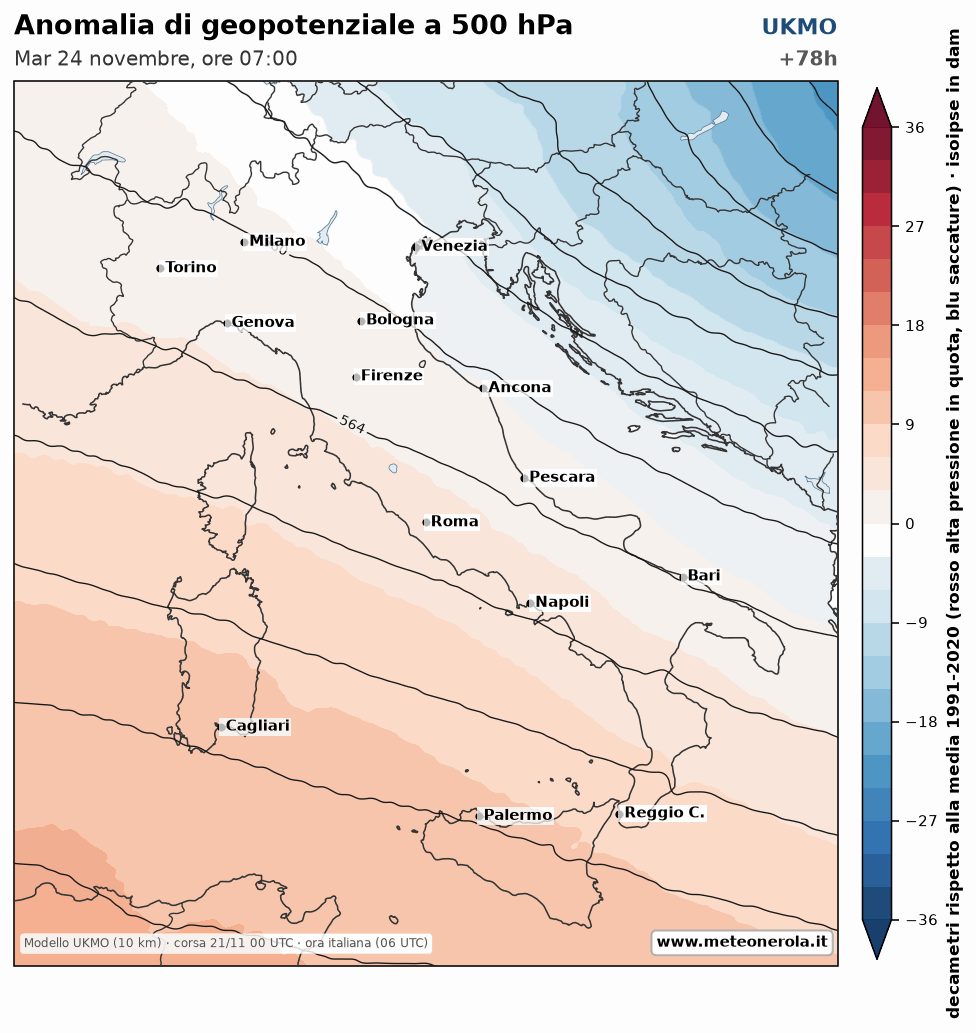 Anomalia di geopotenziale a 500 hPa
UKMO
Mar 24 novembre, ore 07:00
+78h
Milano
Venezia
Torino
Genova
Bologna
Firenze
Ancona
564
Pescara
Roma
Bari
Napoli
Cagliari
Palermo
Reggio C.
Modello UKMO (10 km) · corsa 21/11 00 UTC · ora italiana (06 UTC)
www.meteonerola.it
36
27
18
9
0
−9
−18
−27
−36
decametri rispetto alla media 1991-2020 (rosso alta pressione in quota, blu saccature) · isoipse in dam